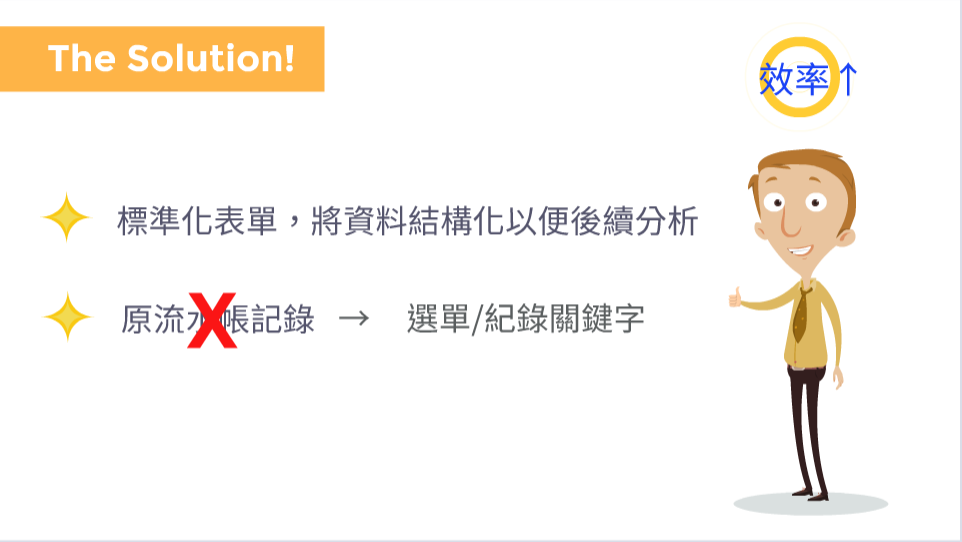 The Solution!
效率↑
標準化表單，將資料結構化以便後續分析
原流水帳記錄 → 選單/紀錄關鍵字
X